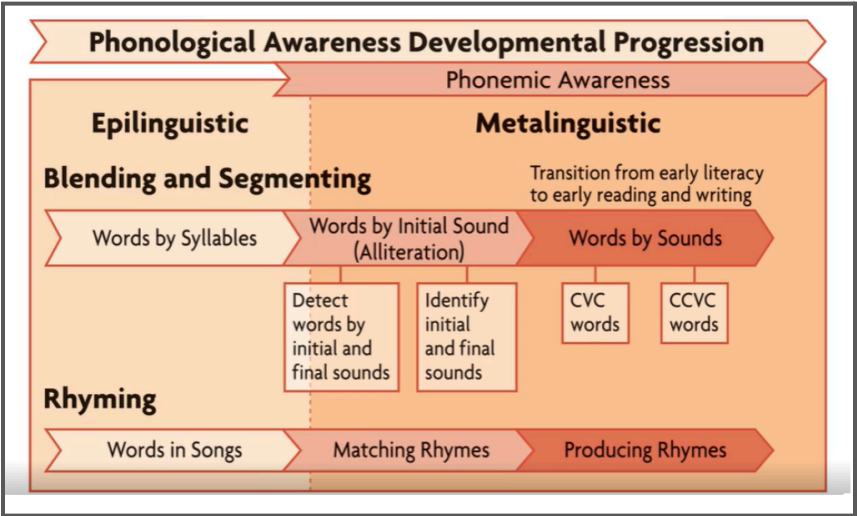 Phonological Awareness Developmental Progression
Phonemic Awareness
Epilinguistic
Metalinguistic
Blending and Segmenting
Transition from early literacy
to early reading and writing
Words by Syllables
Words by Initial Sound
(Alliteration)
Words by Sounds
Detect
words by
initial and
final sounds
Identify
initial
and final
sounds
CVC
words
CCVC
words
Rhyming
Words in Songs
Matching Rhymes
Producing Rhymes